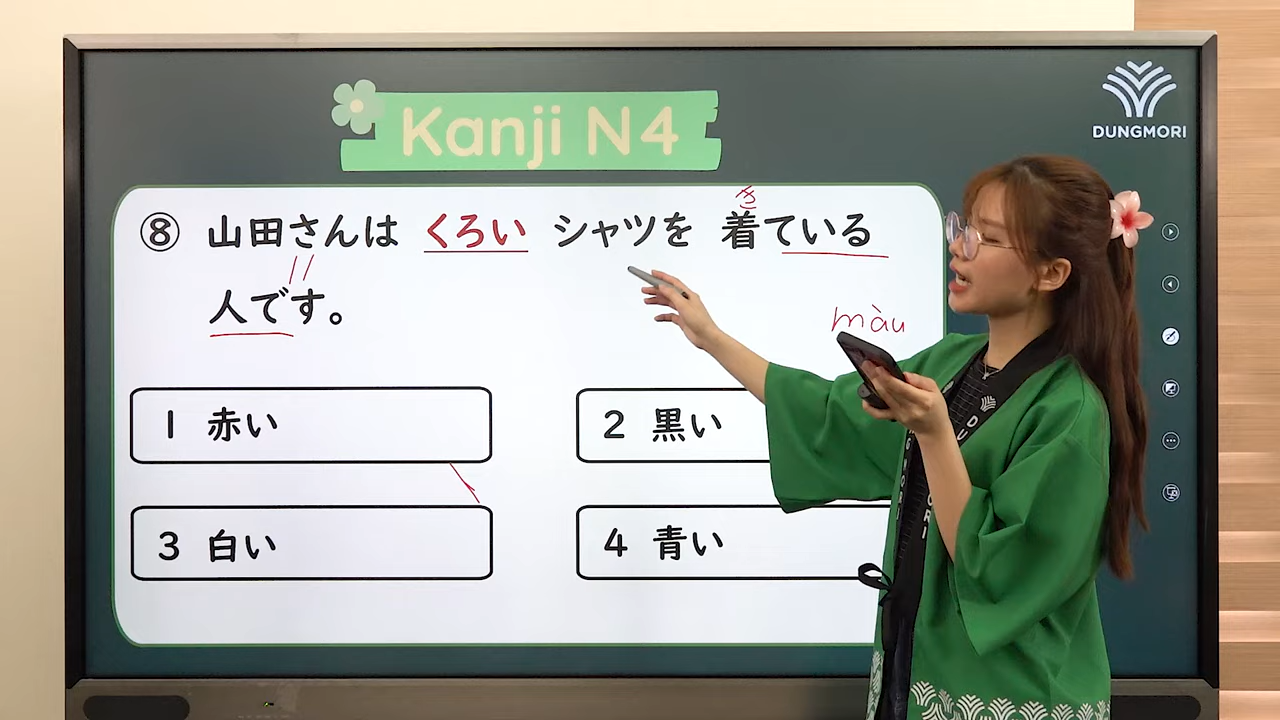 Kanji N4
DUNGMORI
き
⑧ 山田さんは くろい シャツを 着ている
人です。
màu
1 赤い
2 黒い
3 白い
4 青い